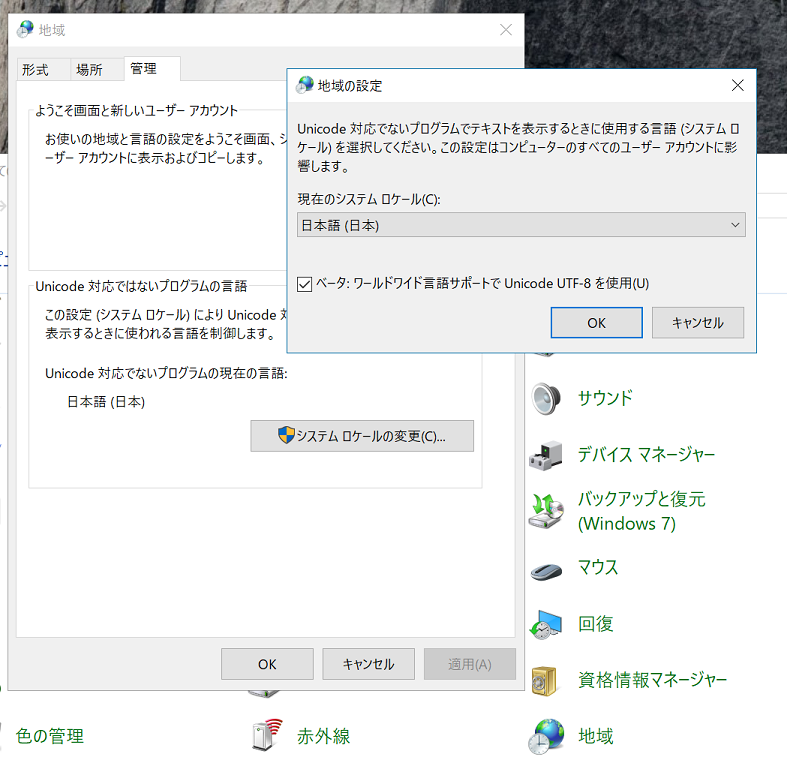 地域
形式
場所
管理
ようこそ画面と新しいユーザー アカウント
お使いの地域と言語の設定をようこそ画面、
ーザー アカウントに表示およびコピーします。
Unicode 対応ではないプログラムの言語
この設定 (システム ロケール) により Unicode
表示するときに使われる言語を制御します。
Unicode 対応でないプログラムの現在の言語:
日本語 (日本)
システム ロケールの変更(C)...
OK
キャンセル
適用(A)
地域の設定
Unicode 対応でないプログラムでテキストを表示するときに使用する言語 (システム ロ
ケール) を選択してください。この設定はコンピューターのすべてのユーザー アカウントに影
響します。
現在のシステム ロケール(C):
日本語 (日本)
ベータ: ワールドワイド言語サポートで Unicode UTF-8 を使用(U)
OK
キャンセル
サウンド
デバイス マネージャー
バックアップと復元
(Windows 7)
マウス
回復
資格情報マネージャー
色の管理
赤外線
地域